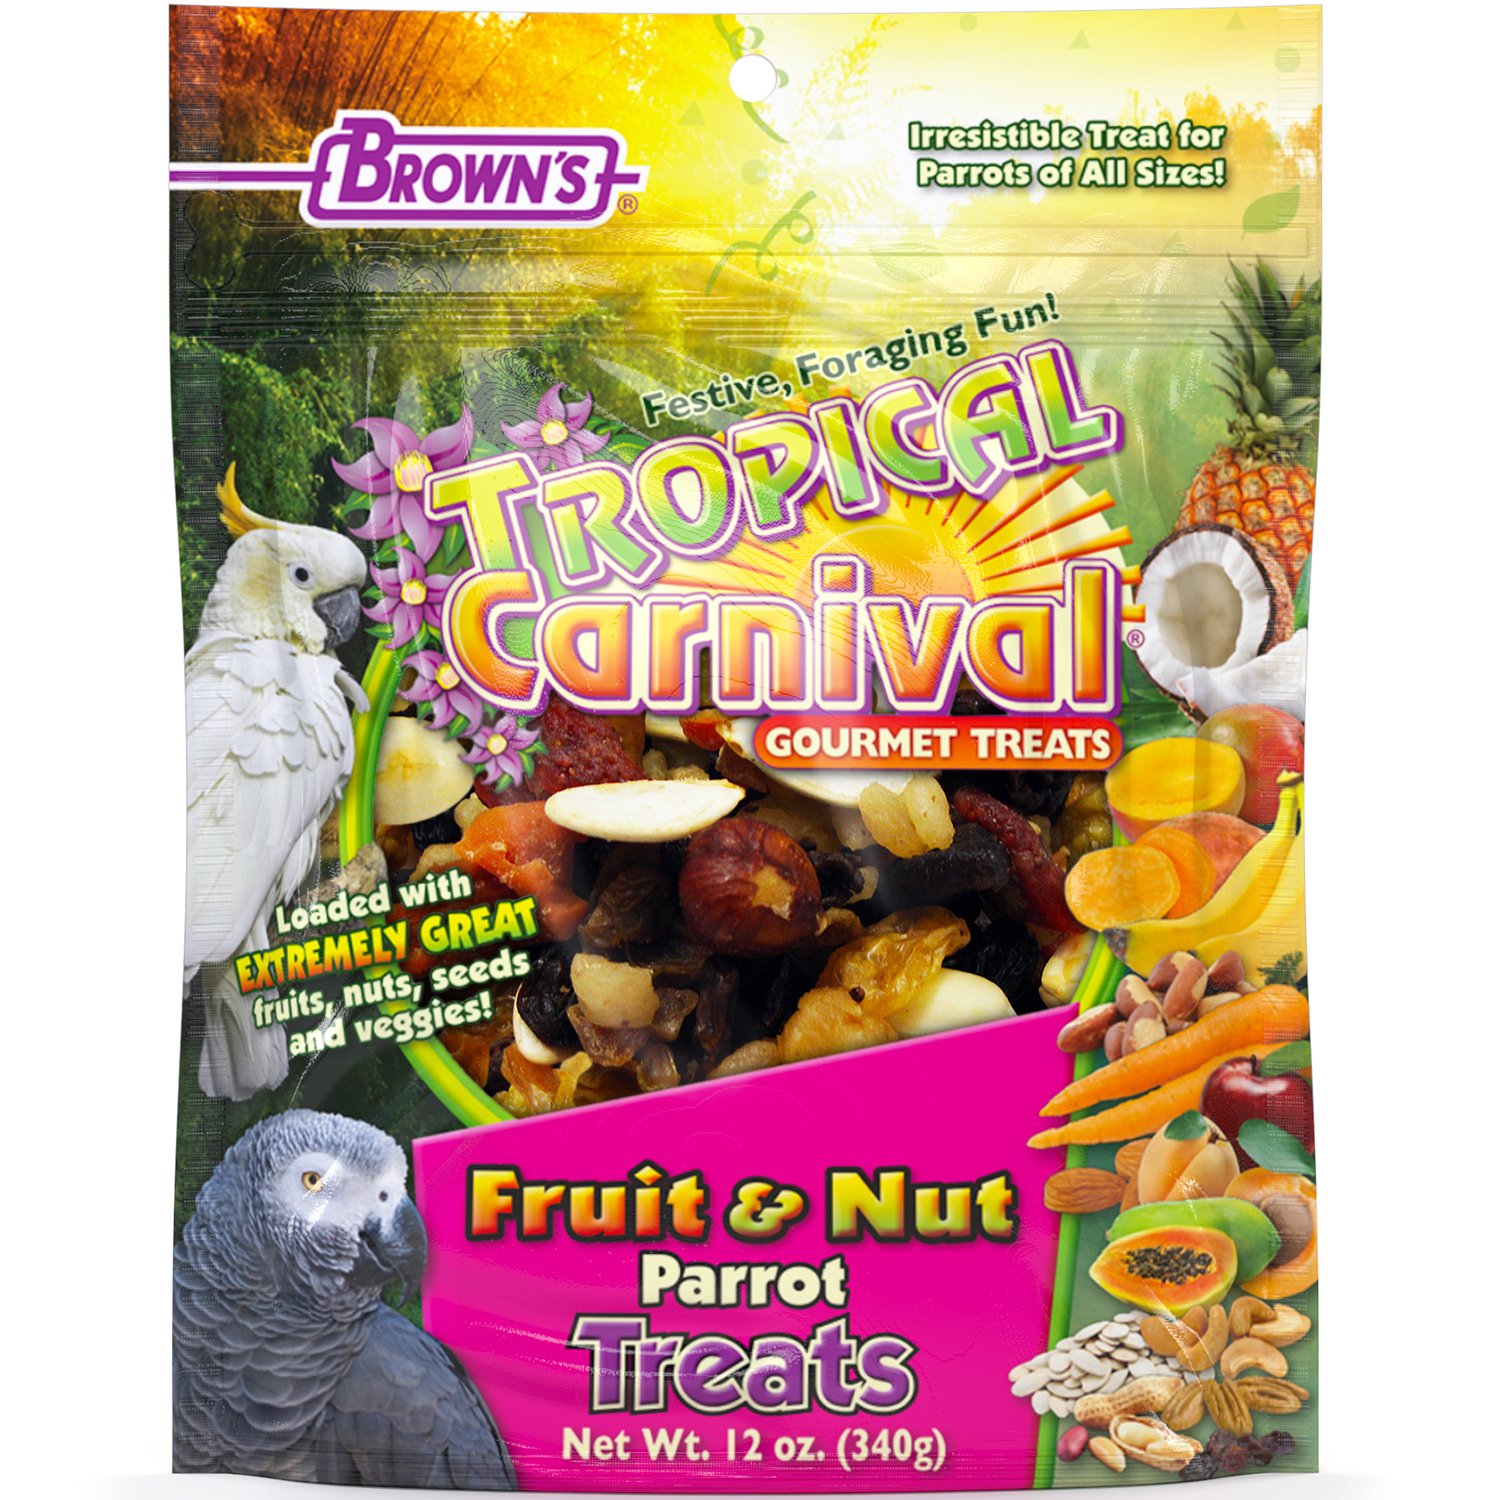 BROWN'S®
Irresistible Treat for
Parrots of All Sizes!
Festive, Foraging Fun!
TROPICAL
Carnival®
GOURMET TREATS
Loaded with
EXTREMELY GREAT
fruits, nuts, seeds
and veggies!
Fruit & Nut
Parrot
Treats
Net Wt. 12 oz. (340g)